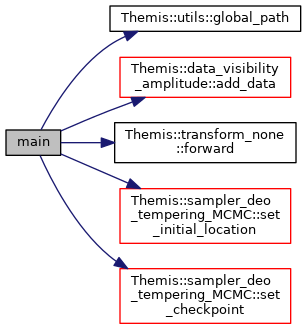 Themis::utils::global_path
Themis::data_visibility
_amplitude::add_data
main
Themis::transform_none
::forward
Themis::sampler_deo
_tempering_MCMC::set
_initial_location
Themis::sampler_deo
_tempering_MCMC::set
_checkpoint